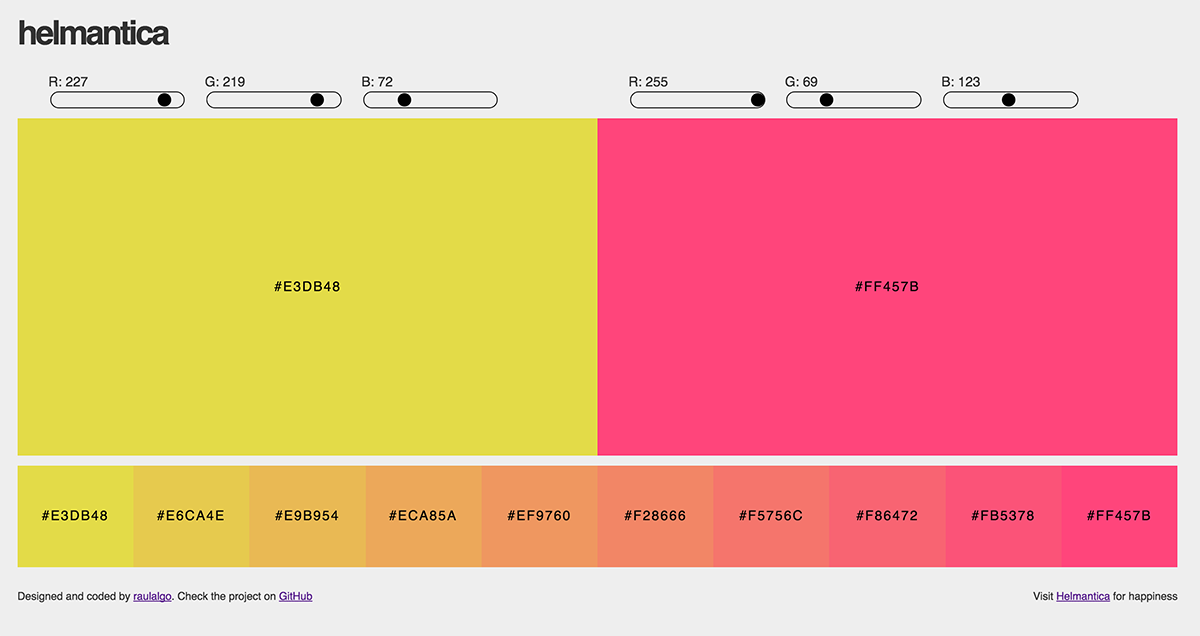 helmantica
R: 227 G: 219 B: 72 R: 255 G: 69 B: 123
#E3DB48 #FF457B
#E3DB48 #E6CA4E #E9B954 #ECA85A #EF9760 #F28666 #F5756C #F86472 #FB5378 #FF457B
Designed and coded by raulalgo. Check the project on GitHub Visit Helmantica for happiness